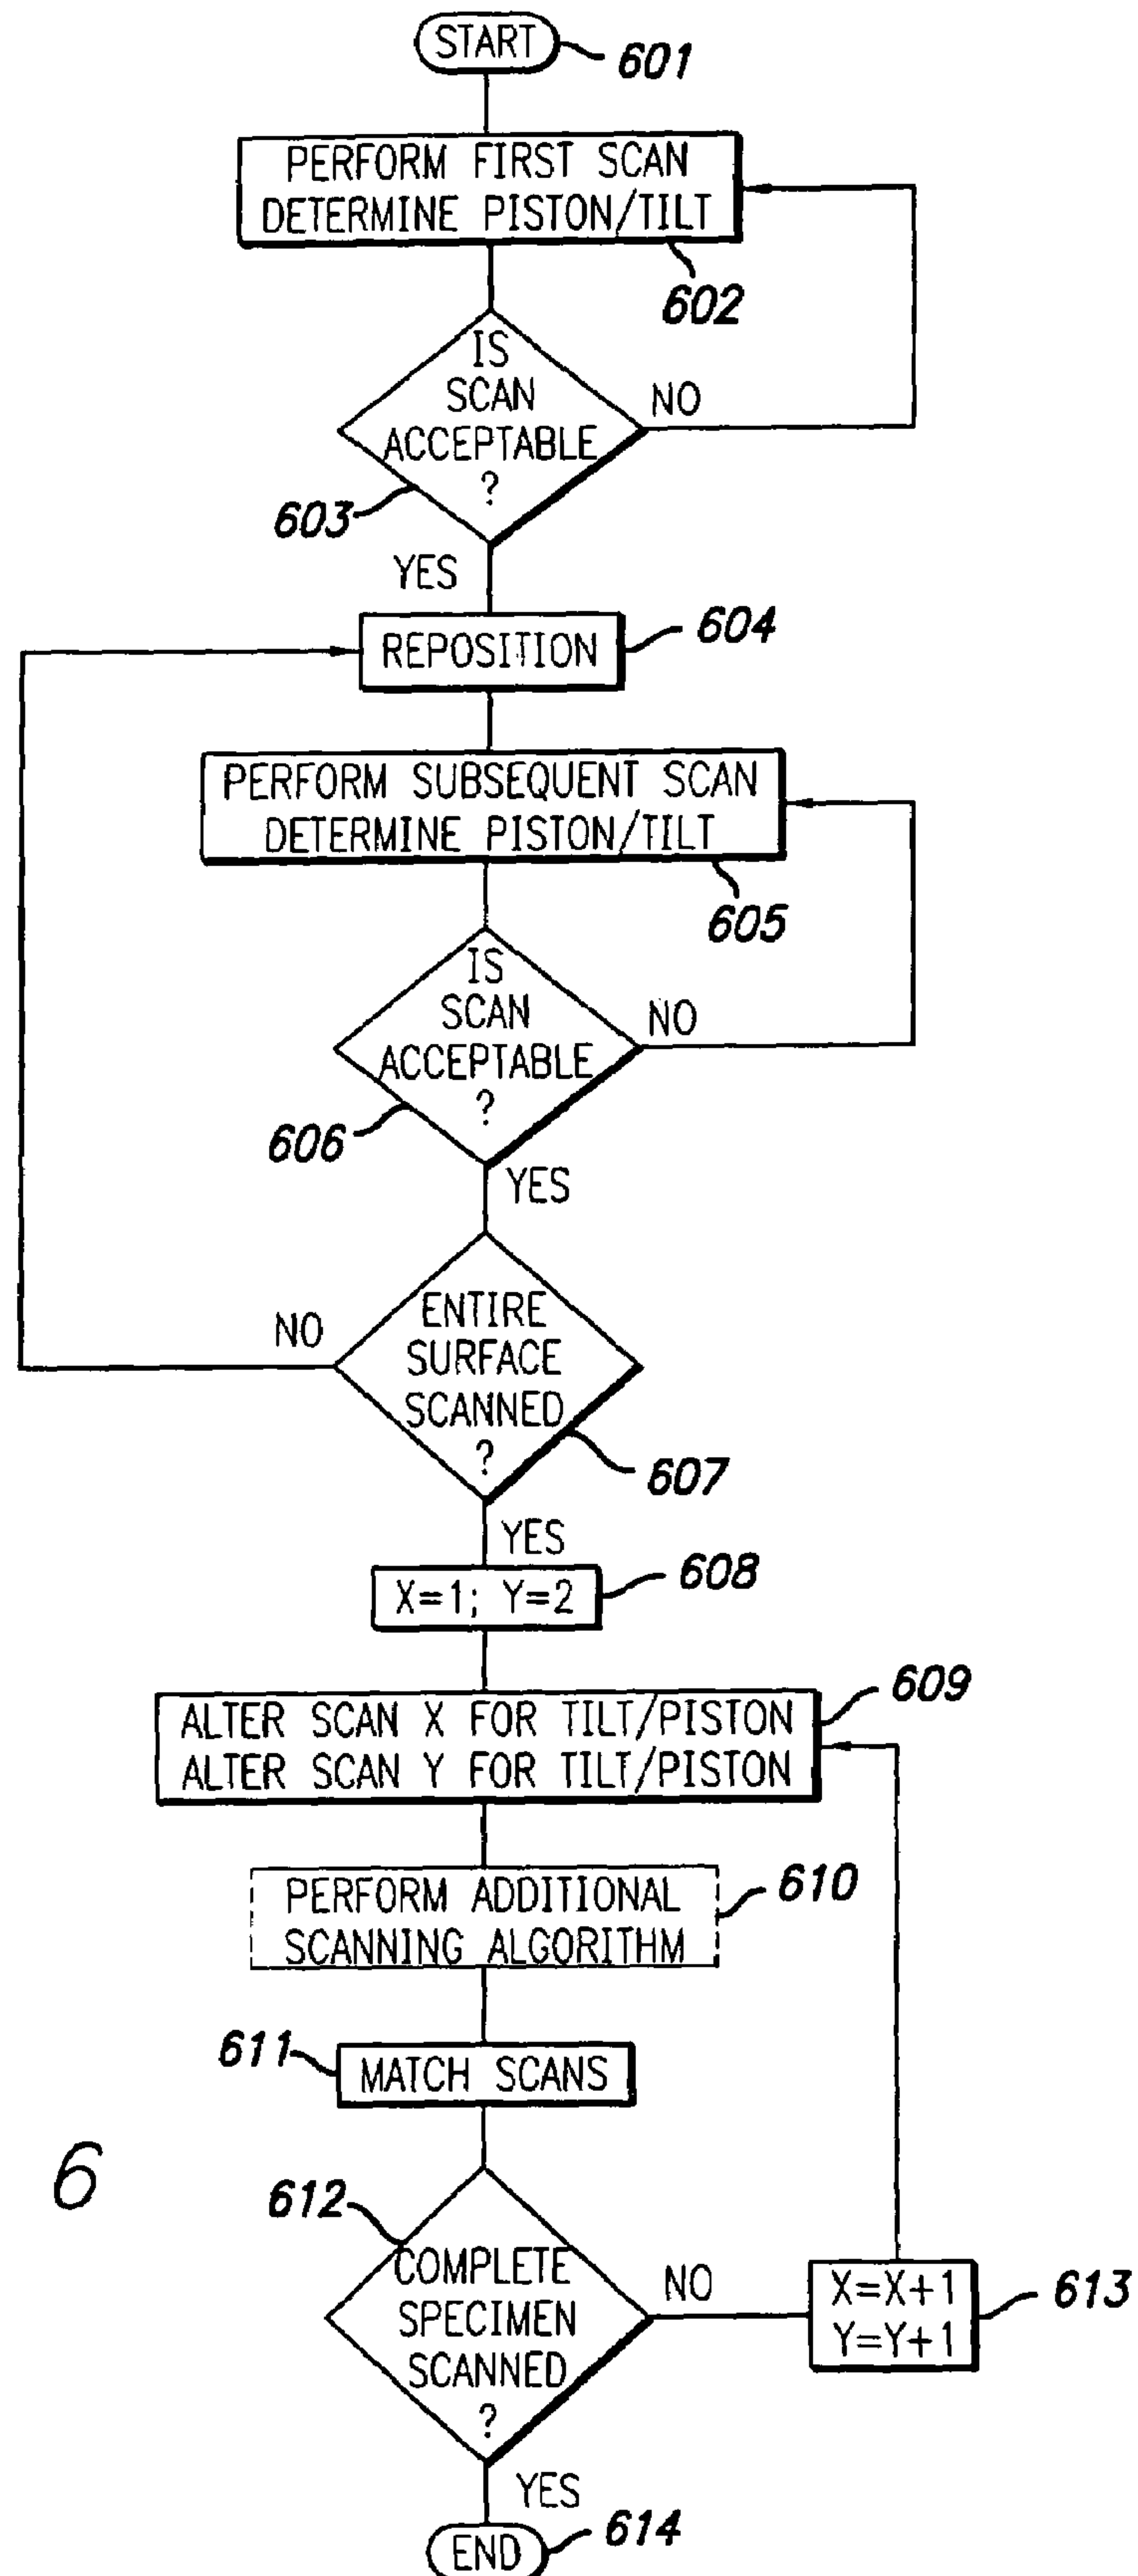 START
601
PERFORM FIRST SCAN
DETERMINE PISTON/TILT
602
IS
SCAN
ACCEPTABLE
?
NO
603
YES
REPOSITION
604
PERFORM SUBSEQUENT SCAN
DETERMINE PISTON/TILT
605
IS
SCAN
ACCEPTABLE
?
NO
606
YES
ENTIRE
SURFACE
SCANNED
?
NO
607
YES
X=1; Y=2
608
ALTER SCAN X FOR TILT/PISTON
ALTER SCAN Y FOR TILT/PISTON
609
PERFORM ADDITIONAL
SCANNING ALGORITHM
610
611
MATCH SCANS
6
612
COMPLETE
SPECIMEN
SCANNED
?
NO
X=X+1
Y=Y+1
613
YES
END
614